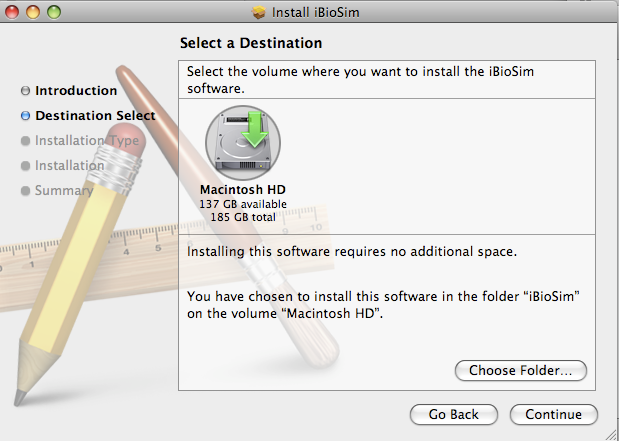 Install iBioSim
Select a Destination
Introduction
Destination Select
Installation Type
Installation
Summary
Select the volume where you want to install the iBioSim
software.
Macintosh HD
137 GB available
185 GB total
Installing this software requires no additional space.
You have chosen to install this software in the folder “iBioSim”
on the volume “Macintosh HD”.
Choose Folder...
Go Back
Continue